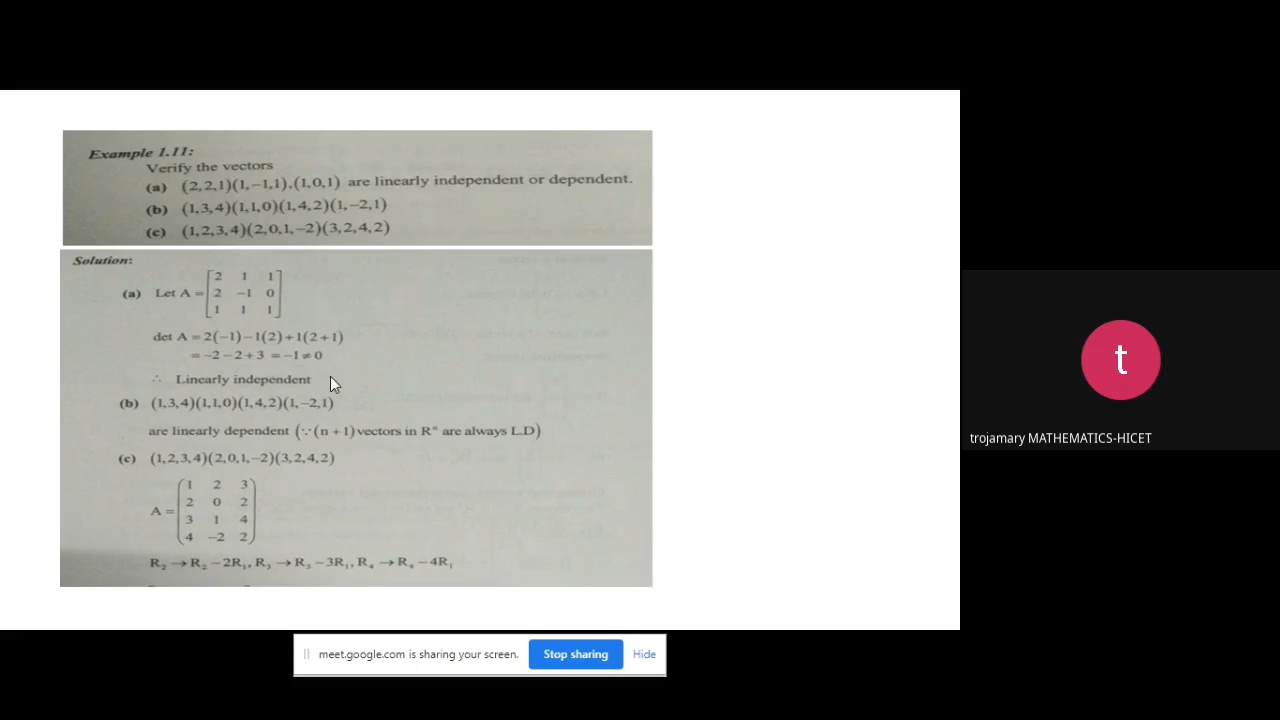 Example 1.11:
Verify the vectors
(a) (2,2,1)(1,−1,1),(1,0,1) are linearly independent or dependent.
(b) (1,3,4)(1,1,0)(1,4,2)(1,−2,1)
(c) (1,2,3,4)(2,0,1,−2)(3,2,4,2)
Solution:
(a) Let A = [2 1 1
2 −1 0
1 1 1]
det A = 2(−1)−1(2)+1(2+1)
= −2−2+3 = −1≠0
∴ Linearly independent
(b) (1,3,4)(1,1,0)(1,4,2)(1,−2,1)
are linearly dependent (∵(n+1) vectors in Rⁿ are always L.D)
(c) (1,2,3,4)(2,0,1,−2)(3,2,4,2)
A = (1 2 3
2 0 2
3 1 4
4 −2 2)
R₂ → R₂ − 2R₁, R₃ → R₃ − 3R₁, R₄ → R₄ − 4R₁
t
trojamary MATHEMATICS-HICET
meet.google.com is sharing your screen.
Stop sharing
Hide